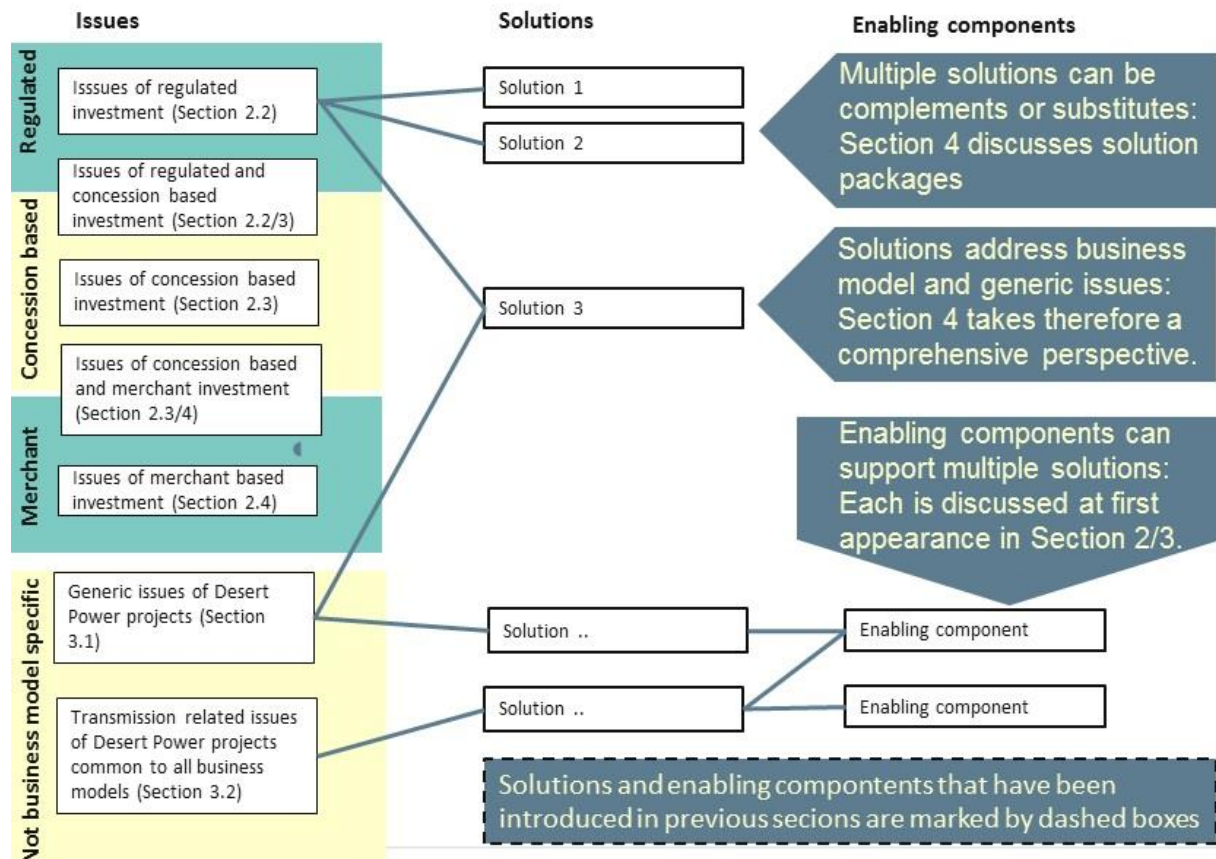 Issues
Solutions
Enabling components
Regulated
Isssues of regulated
investment (Section 2.2)
Issues of regulated and
concession based
investment (Section 2.2/3)
Concession based
Issues of concession based
investment (Section 2.3)
Issues of concession based
and merchant investment
(Section 2.3/4)
Merchant
Issues of merchant based
investment (Section 2.4)
Not business model specific
Generic issues of Desert
Power projects (Section
3.1)
Transmission related issues
of Desert Power projects
common to all business
models (Section 3.2)
Solution 1
Solution 2
Solution 3
Solution ..
Solution ..
Multiple solutions can be
complements or substitutes:
Section 4 discusses solution
packages
Solutions address business
model and generic issues:
Section 4 takes therefore a
comprehensive perspective.
Enabling components can
support multiple solutions:
Each is discussed at first
appearance in Section 2/3.
Enabling component
Enabling component
Solutions and enabling compontents that have been
introduced in previous secions are marked by dashed boxes